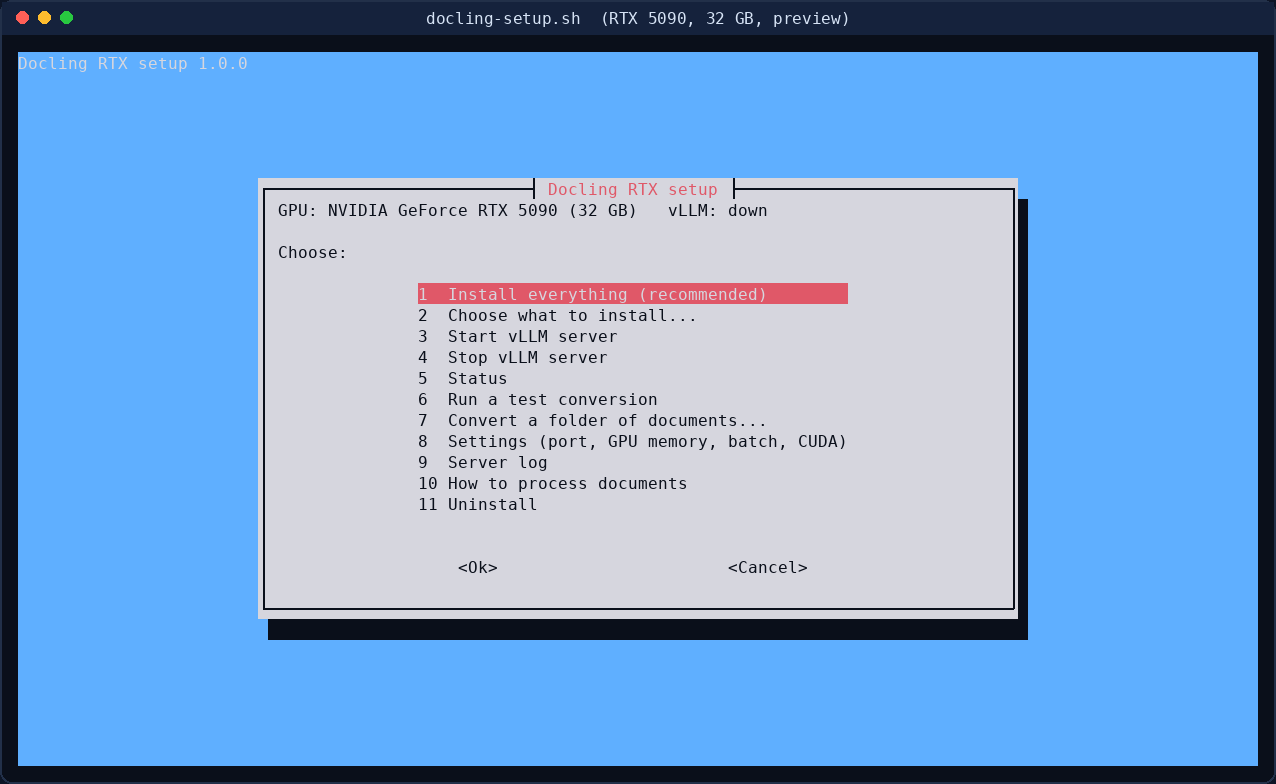 docling-setup.sh  (RTX 5090, 32 GB, preview)
Docling RTX setup 1.0.0
Docling RTX setup
GPU: NVIDIA GeForce RTX 5090 (32 GB)   vLLM: down
Choose:
1  Install everything (recommended)
2  Choose what to install...
3  Start vLLM server
4  Stop vLLM server
5  Status
6  Run a test conversion
7  Convert a folder of documents...
8  Settings (port, GPU memory, batch, CUDA)
9  Server log
10 How to process documents
11 Uninstall
<Ok>                       <Cancel>